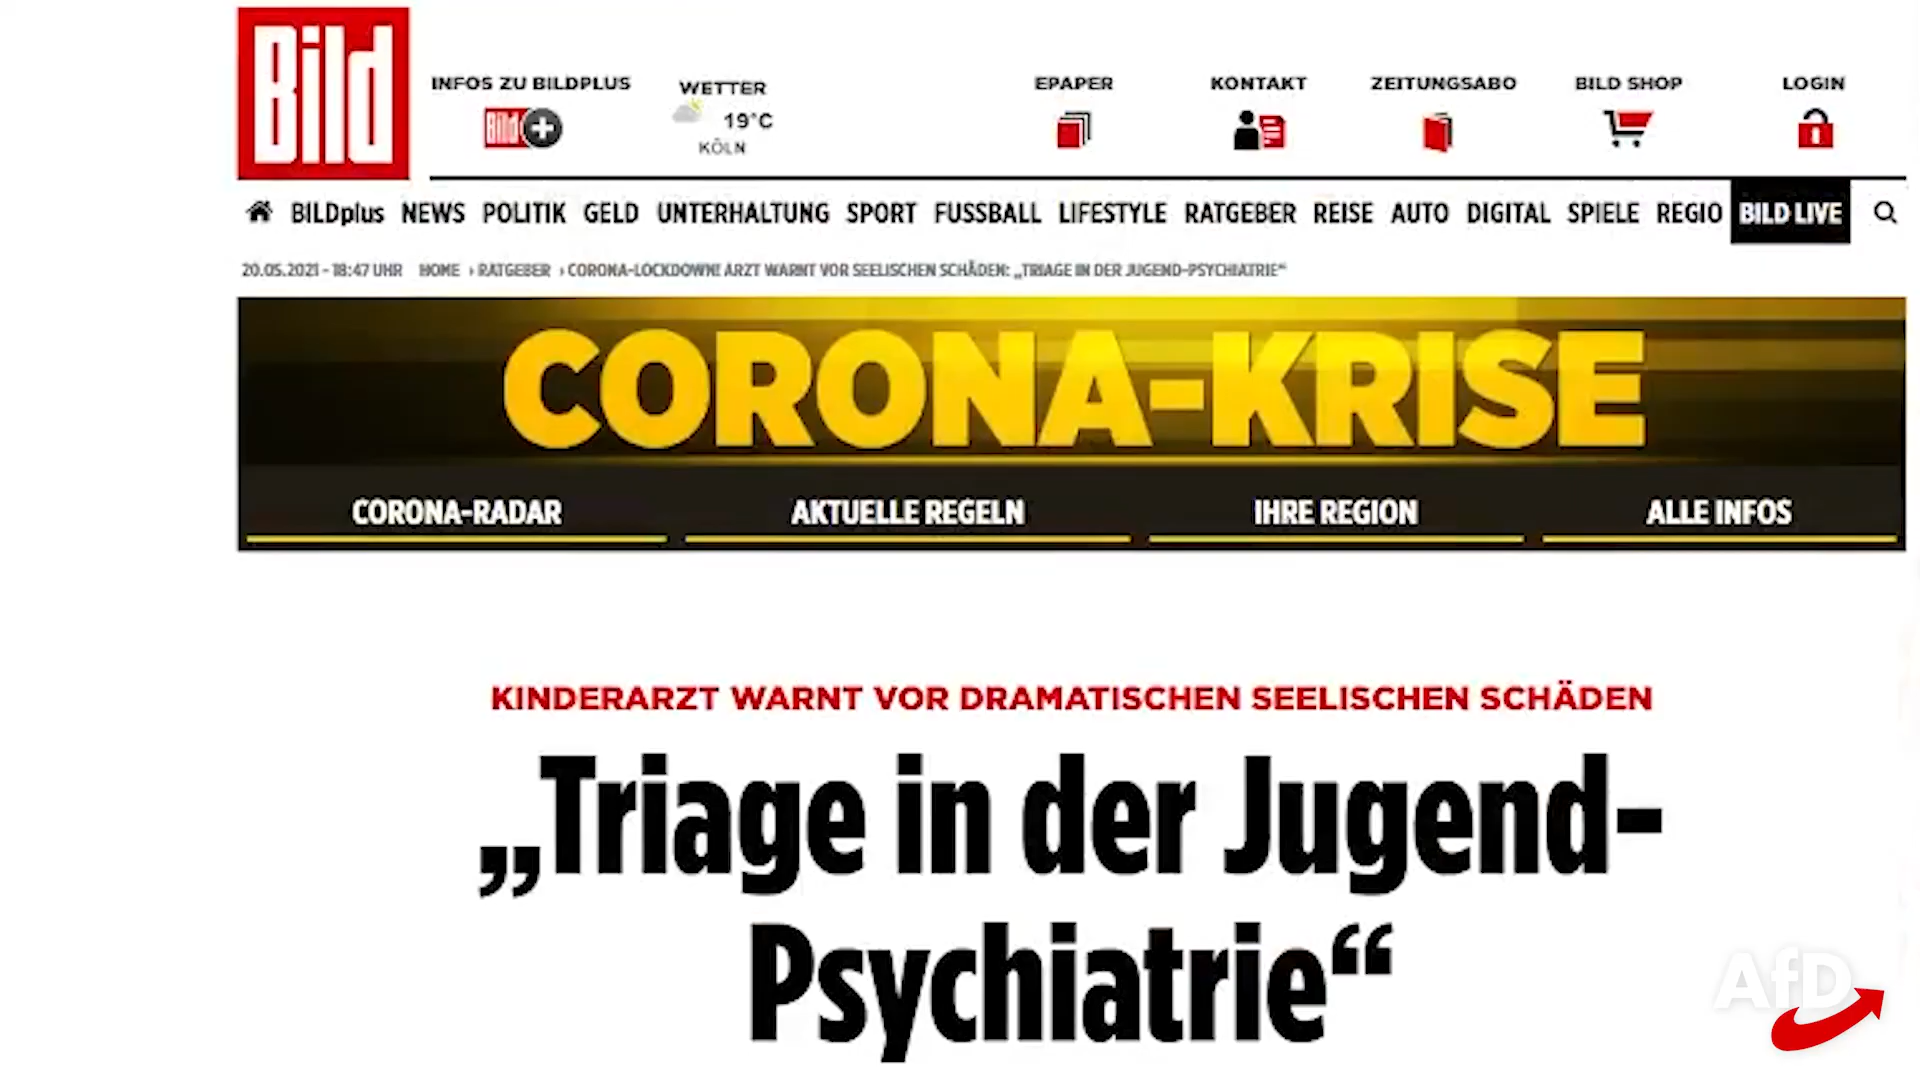 Bild
INFOS ZU BILDPLUS
Bild+
WETTER
19°C
KÖLN
EPAPER
KONTAKT
ZEITUNGSABO
BILD SHOP
LOGIN
BILDplus NEWS POLITIK GELD UNTERHALTUNG SPORT FUSSBALL LIFESTYLE RATGEBER REISE AUTO DIGITAL SPIELE REGIO BILD LIVE
20.05.2021 - 18:47 UHR HOME › RATGEBER › CORONA-LOCKDOWN! ARZT WARNT VOR SEELISCHEN SCHÄDEN: „TRIAGE IN DER JUGEND-PSYCHIATRIE“
CORONA-KRISE
CORONA-RADAR AKTUELLE REGELN IHRE REGION ALLE INFOS
KINDERARZT WARNT VOR DRAMATISCHEN SEELISCHEN SCHÄDEN
„Triage in der Jugend-
Psychiatrie“
AfD